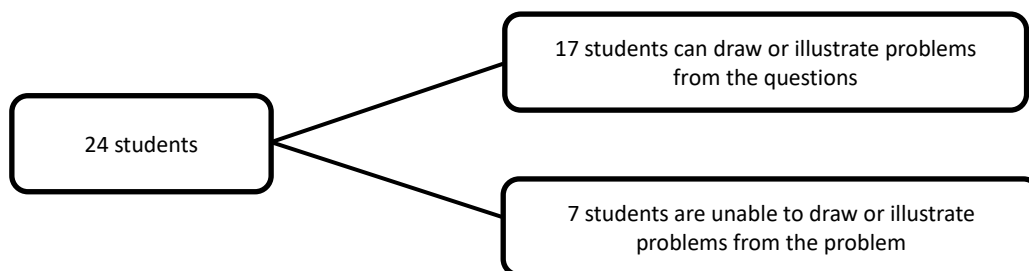 17 students can draw or illustrate problems
from the questions
24 students
7 students are unable to draw or illustrate
problems from the problem